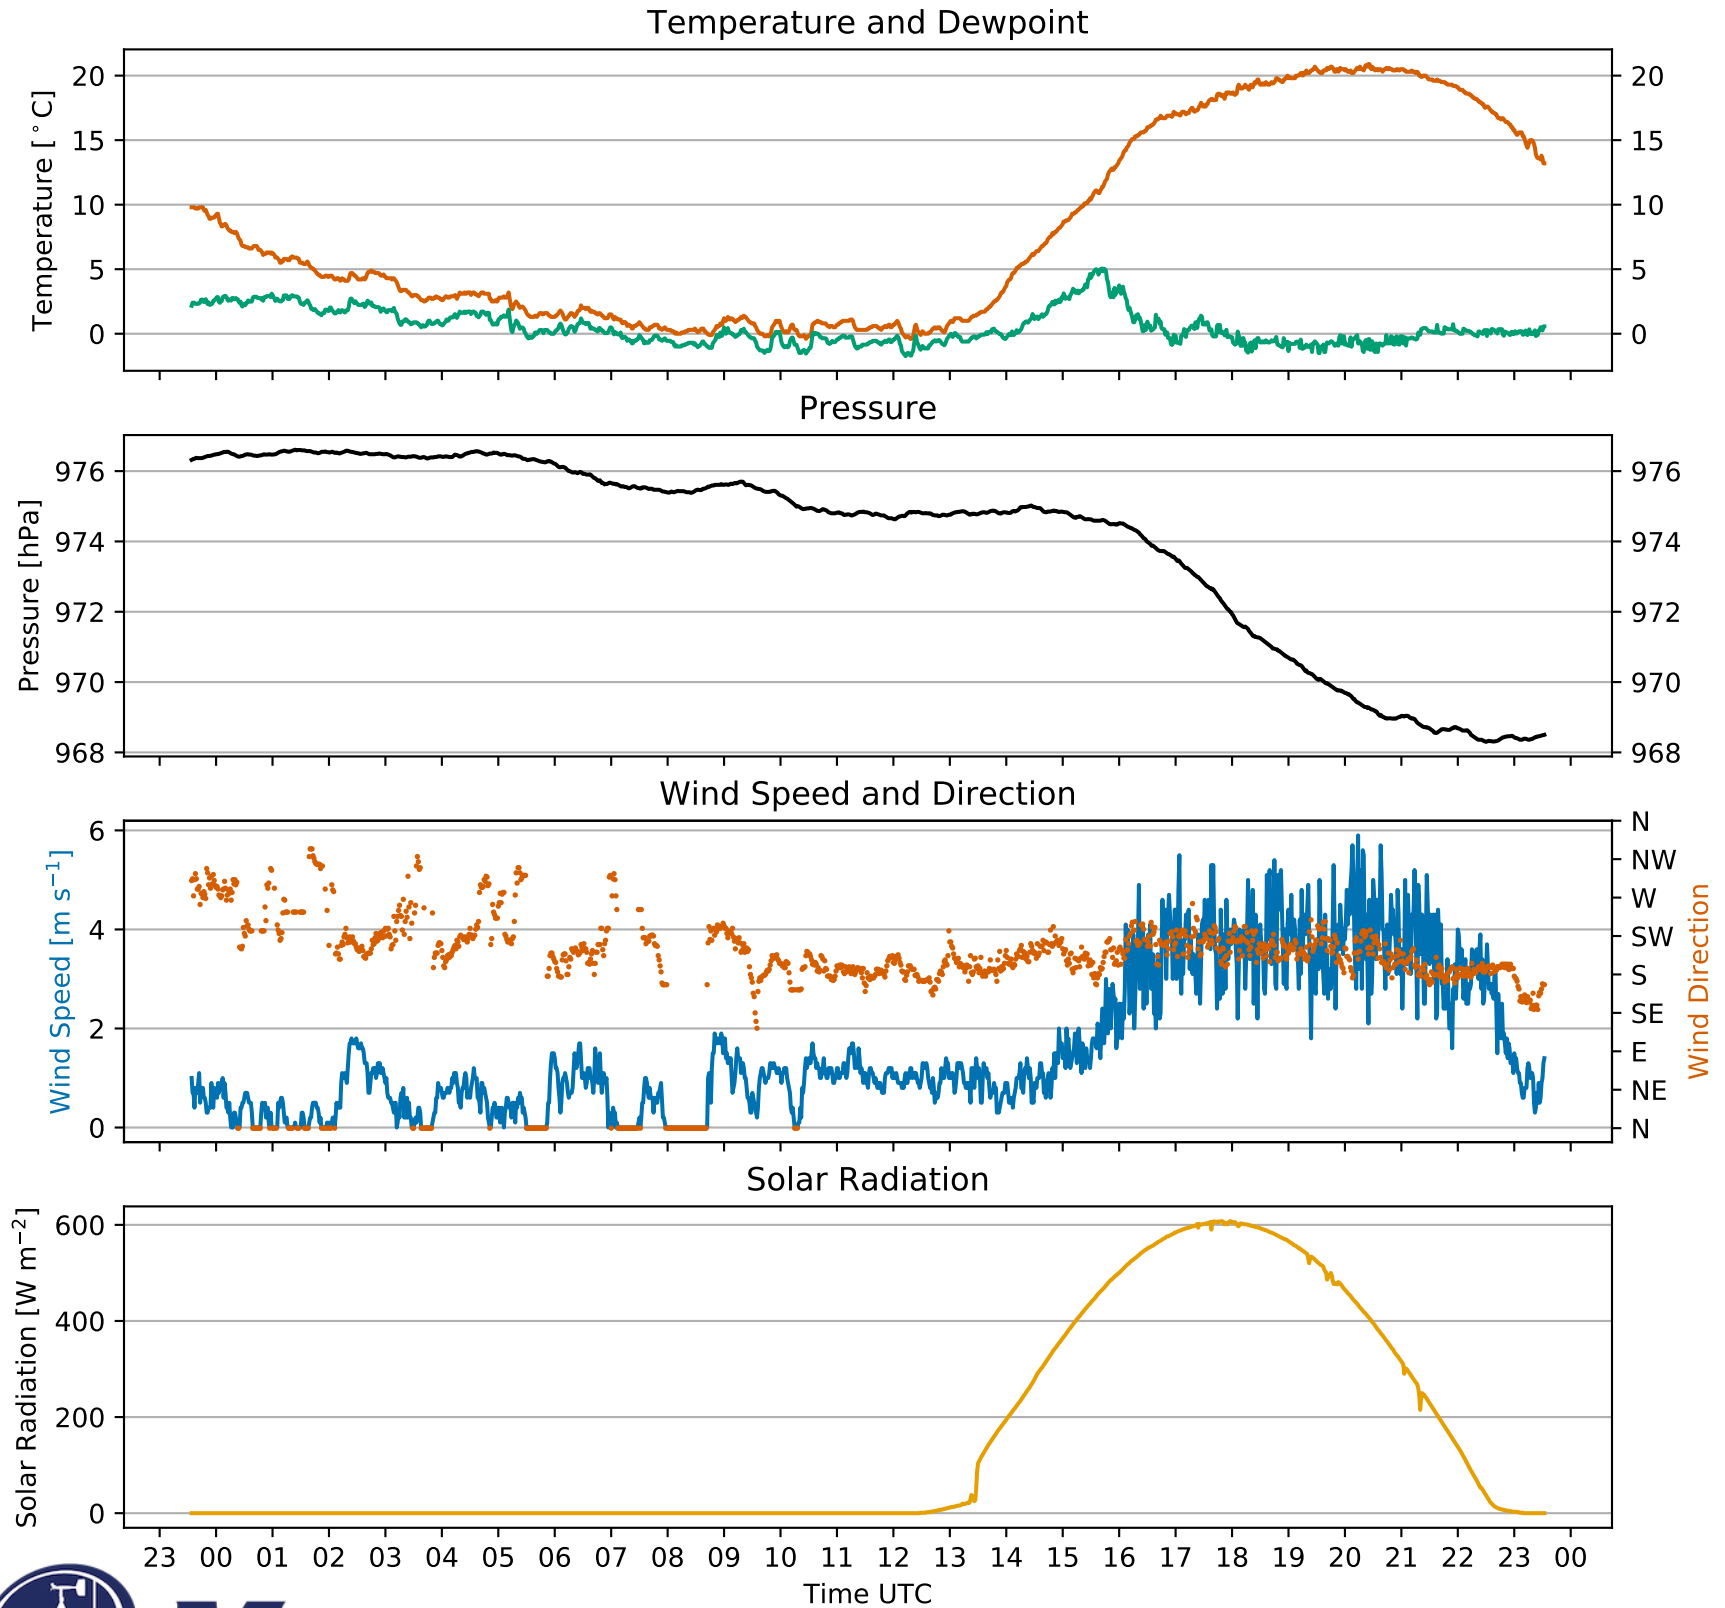 Temperature and Dewpoint
Temperature [°C]
20 20
15 15
10 10
5 5
0 0
Pressure
Pressure [hPa]
976 976
974 974
972 972
970 970
968 968
Wind Speed and Direction
Wind Speed [m s⁻¹]
Wind Direction
6 N
NW
W
4 SW
S
2 SE
E
NE
0 N
Solar Radiation
Solar Radiation [W m⁻²]
600
400
200
0
23 00 01 02 03 04 05 06 07 08 09 10 11 12 13 14 15 16 17 18 19 20 21 22 23 00
Time UTC